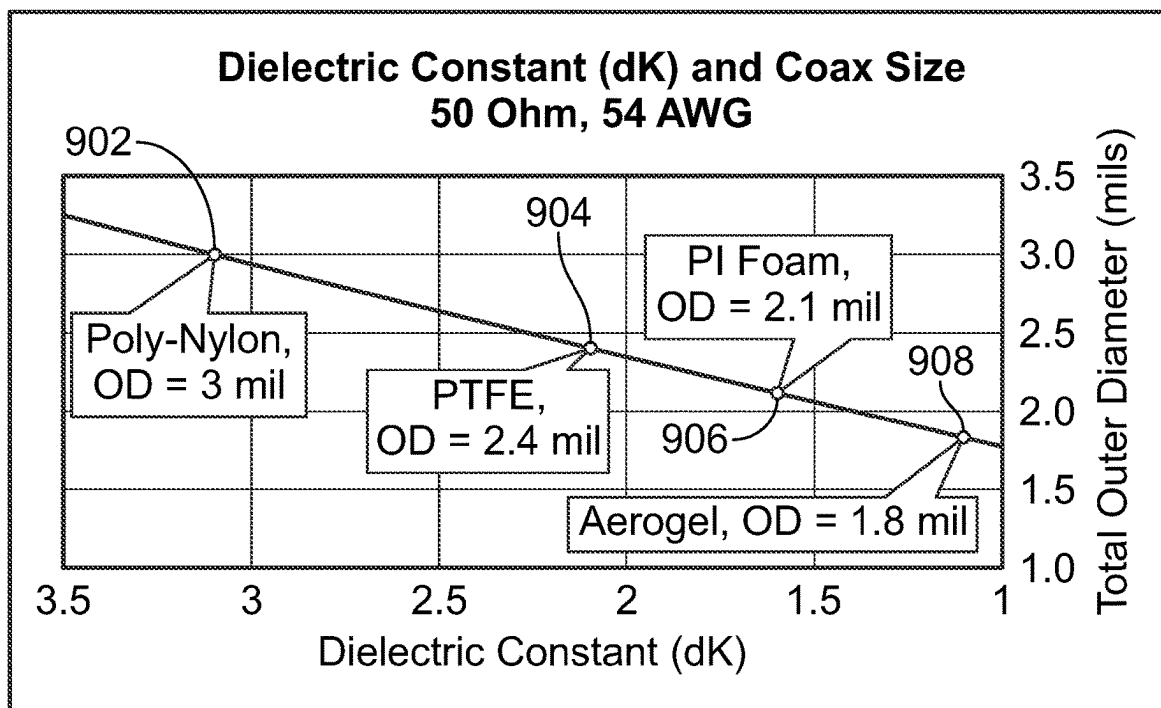 Dielectric Constant (dK) and Coax Size
50 Ohm, 54 AWG
902
904
PI Foam,
OD = 2.1 mil
908
Poly-Nylon,
OD = 3 mil
PTFE,
OD = 2.4 mil
906
Aerogel, OD = 1.8 mil
3.5
3.0
2.5
2.0
1.5
1.0
Total Outer Diameter (mils)
3.5 3 2.5 2 1.5 1
Dielectric Constant (dK)